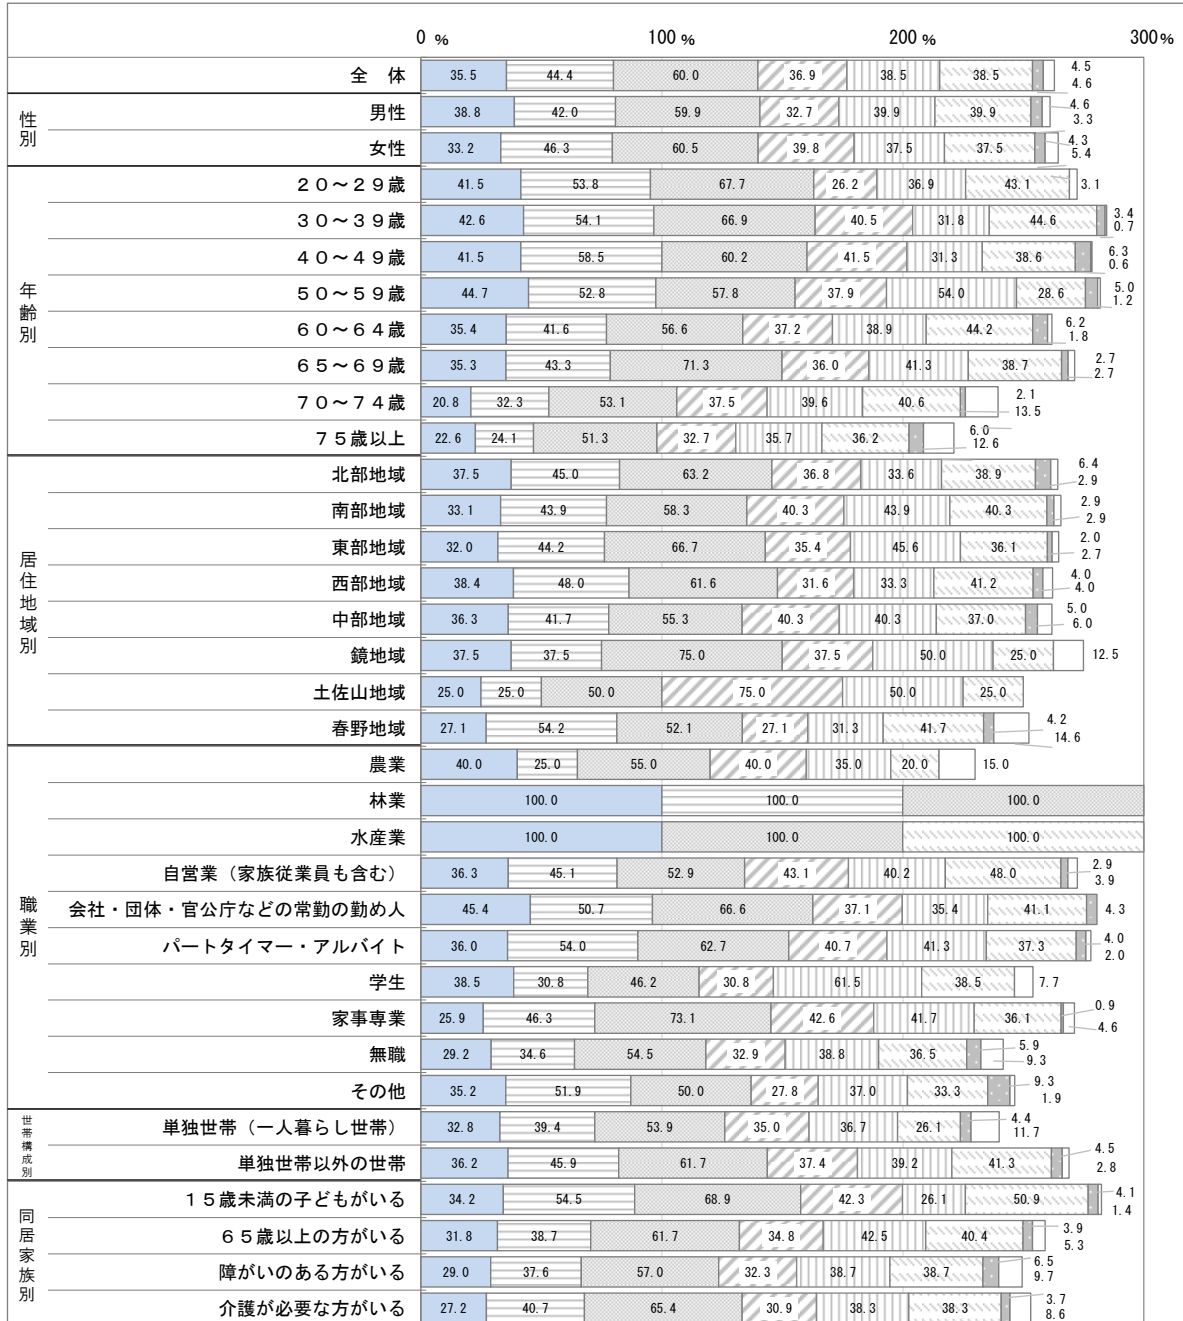 0 % 100% 200% 300%
全 体 35.5 44.4 60.0 36.9 38.5 38.5 4.5 4.6
性別
男性 38.8 42.0 59.9 32.7 39.9 39.9 4.6 3.3
女性 33.2 46.3 60.5 39.8 37.5 37.5 4.3 5.4
年齢別
20～29歳 41.5 53.8 67.7 26.2 36.9 43.1 3.1
30～39歳 42.6 54.1 66.9 40.5 31.8 44.6 3.4 0.7
40～49歳 41.5 58.5 60.2 41.5 31.3 38.6 6.3 0.6
50～59歳 44.7 52.8 57.8 37.9 54.0 28.6 5.0 1.2
60～64歳 35.4 41.6 56.6 37.2 38.9 44.2 6.2 1.8
65～69歳 35.3 43.3 71.3 36.0 41.3 38.7 2.7 2.7
70～74歳 20.8 32.3 53.1 37.5 39.6 40.6 2.1 13.5
75歳以上 22.6 24.1 51.3 32.7 35.7 36.2 6.0 12.6
居住地域別
北部地域 37.5 45.0 63.2 36.8 33.6 38.9 6.4 2.9
南部地域 33.1 43.9 58.3 40.3 43.9 40.3 2.9 2.9
東部地域 32.0 44.2 66.7 35.4 45.6 36.1 2.0 2.7
西部地域 38.4 48.0 61.6 31.6 33.3 41.2 4.0 4.0
中部地域 36.3 41.7 55.3 40.3 40.3 37.0 5.0 6.0
鏡地域 37.5 37.5 75.0 37.5 50.0 25.0 12.5
土佐山地域 25.0 25.0 50.0 75.0 50.0 25.0
春野地域 27.1 54.2 52.1 27.1 31.3 41.7 4.2 14.6
職業別
農業 40.0 25.0 55.0 40.0 35.0 20.0 15.0
林業 100.0 100.0 100.0
水産業 100.0 100.0 100.0
自営業（家族従業員も含む） 36.3 45.1 52.9 43.1 40.2 48.0 2.9 3.9
会社・団体・官公庁などの常勤の勤め人 45.4 50.7 66.6 37.1 35.4 41.1 4.3
パートタイマー・アルバイト 36.0 54.0 62.7 40.7 41.3 37.3 4.0 2.0
学生 38.5 30.8 46.2 30.8 61.5 38.5 7.7
家事専業 25.9 46.3 73.1 42.6 41.7 36.1 0.9 4.6
無職 29.2 34.6 54.5 32.9 38.8 36.5 5.9 9.3
その他 35.2 51.9 50.0 27.8 37.0 33.3 9.3 1.9
世帯構成別
単独世帯（一人暮らし世帯） 32.8 39.4 53.9 35.0 36.7 26.1 4.4 11.7
単独世帯以外の世帯 36.2 45.9 61.7 37.4 39.2 41.3 4.5 2.8
同居家族別
15歳未満の子どもがいる 34.2 54.5 68.9 42.3 26.1 50.9 4.1 1.4
65歳以上の方がいる 31.8 38.7 61.7 34.8 42.5 40.4 3.9 5.3
障がいのある方がいる 29.0 37.6 57.0 32.3 38.7 38.7 6.5 9.7
介護が必要な方がいる 27.2 40.7 65.4 30.9 38.3 38.3 3.7 8.6